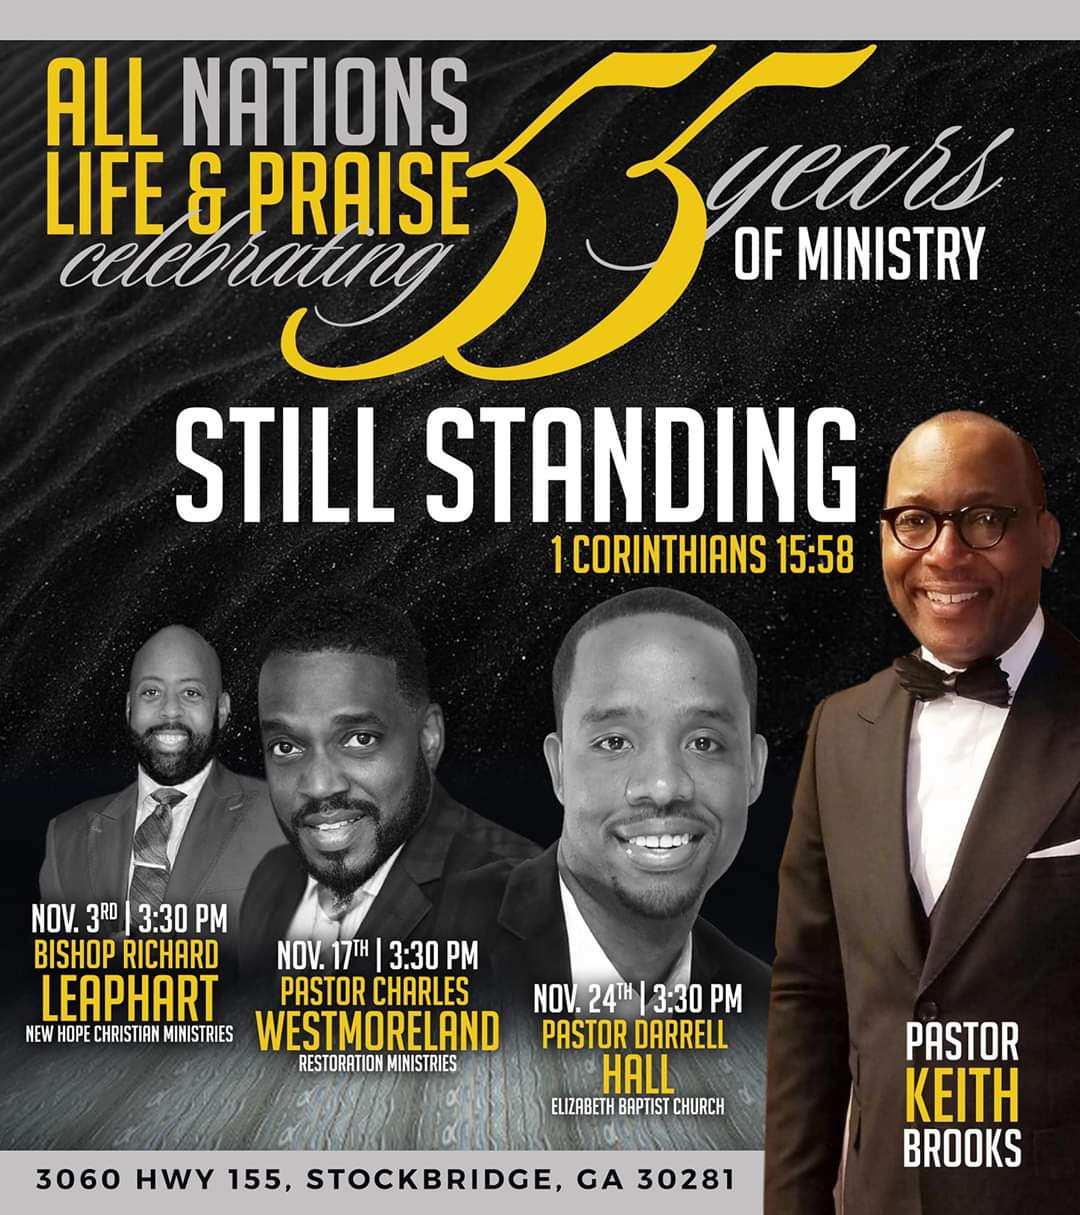 ALL NATIONS
LIFE & PRAISE
celebrating
55 years
OF MINISTRY
STILL STANDING
1 CORINTHIANS 15:58
NOV. 3RD | 3:30 PM
BISHOP RICHARD
LEAPHART
NEW HOPE CHRISTIAN MINISTRIES
NOV. 17TH | 3:30 PM
PASTOR CHARLES
WESTMORELAND
RESTORATION MINISTRIES
NOV. 24TH | 3:30 PM
PASTOR DARRELL
HALL
ELIZABETH BAPTIST CHURCH
PASTOR
KEITH
BROOKS
3060 HWY 155, STOCKBRIDGE, GA 30281